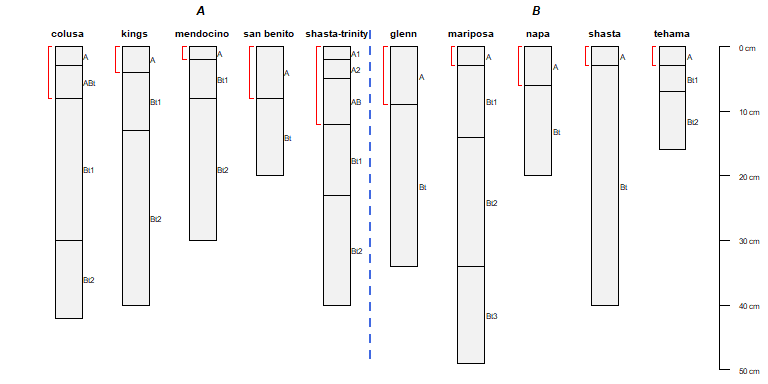 A B
colusa kings mendocino san benito shasta-trinity glenn mariposa napa shasta tehama
0 cm
A A A A A1 A A A A A
ABt Bt1 Bt1 Bt A2 Bt Bt1 Bt Bt Bt1
Bt1 Bt2 Bt2 AB Bt2 Bt2
Bt2 Bt1 Bt3
Bt2
10 cm
20 cm
30 cm
40 cm
50 cm